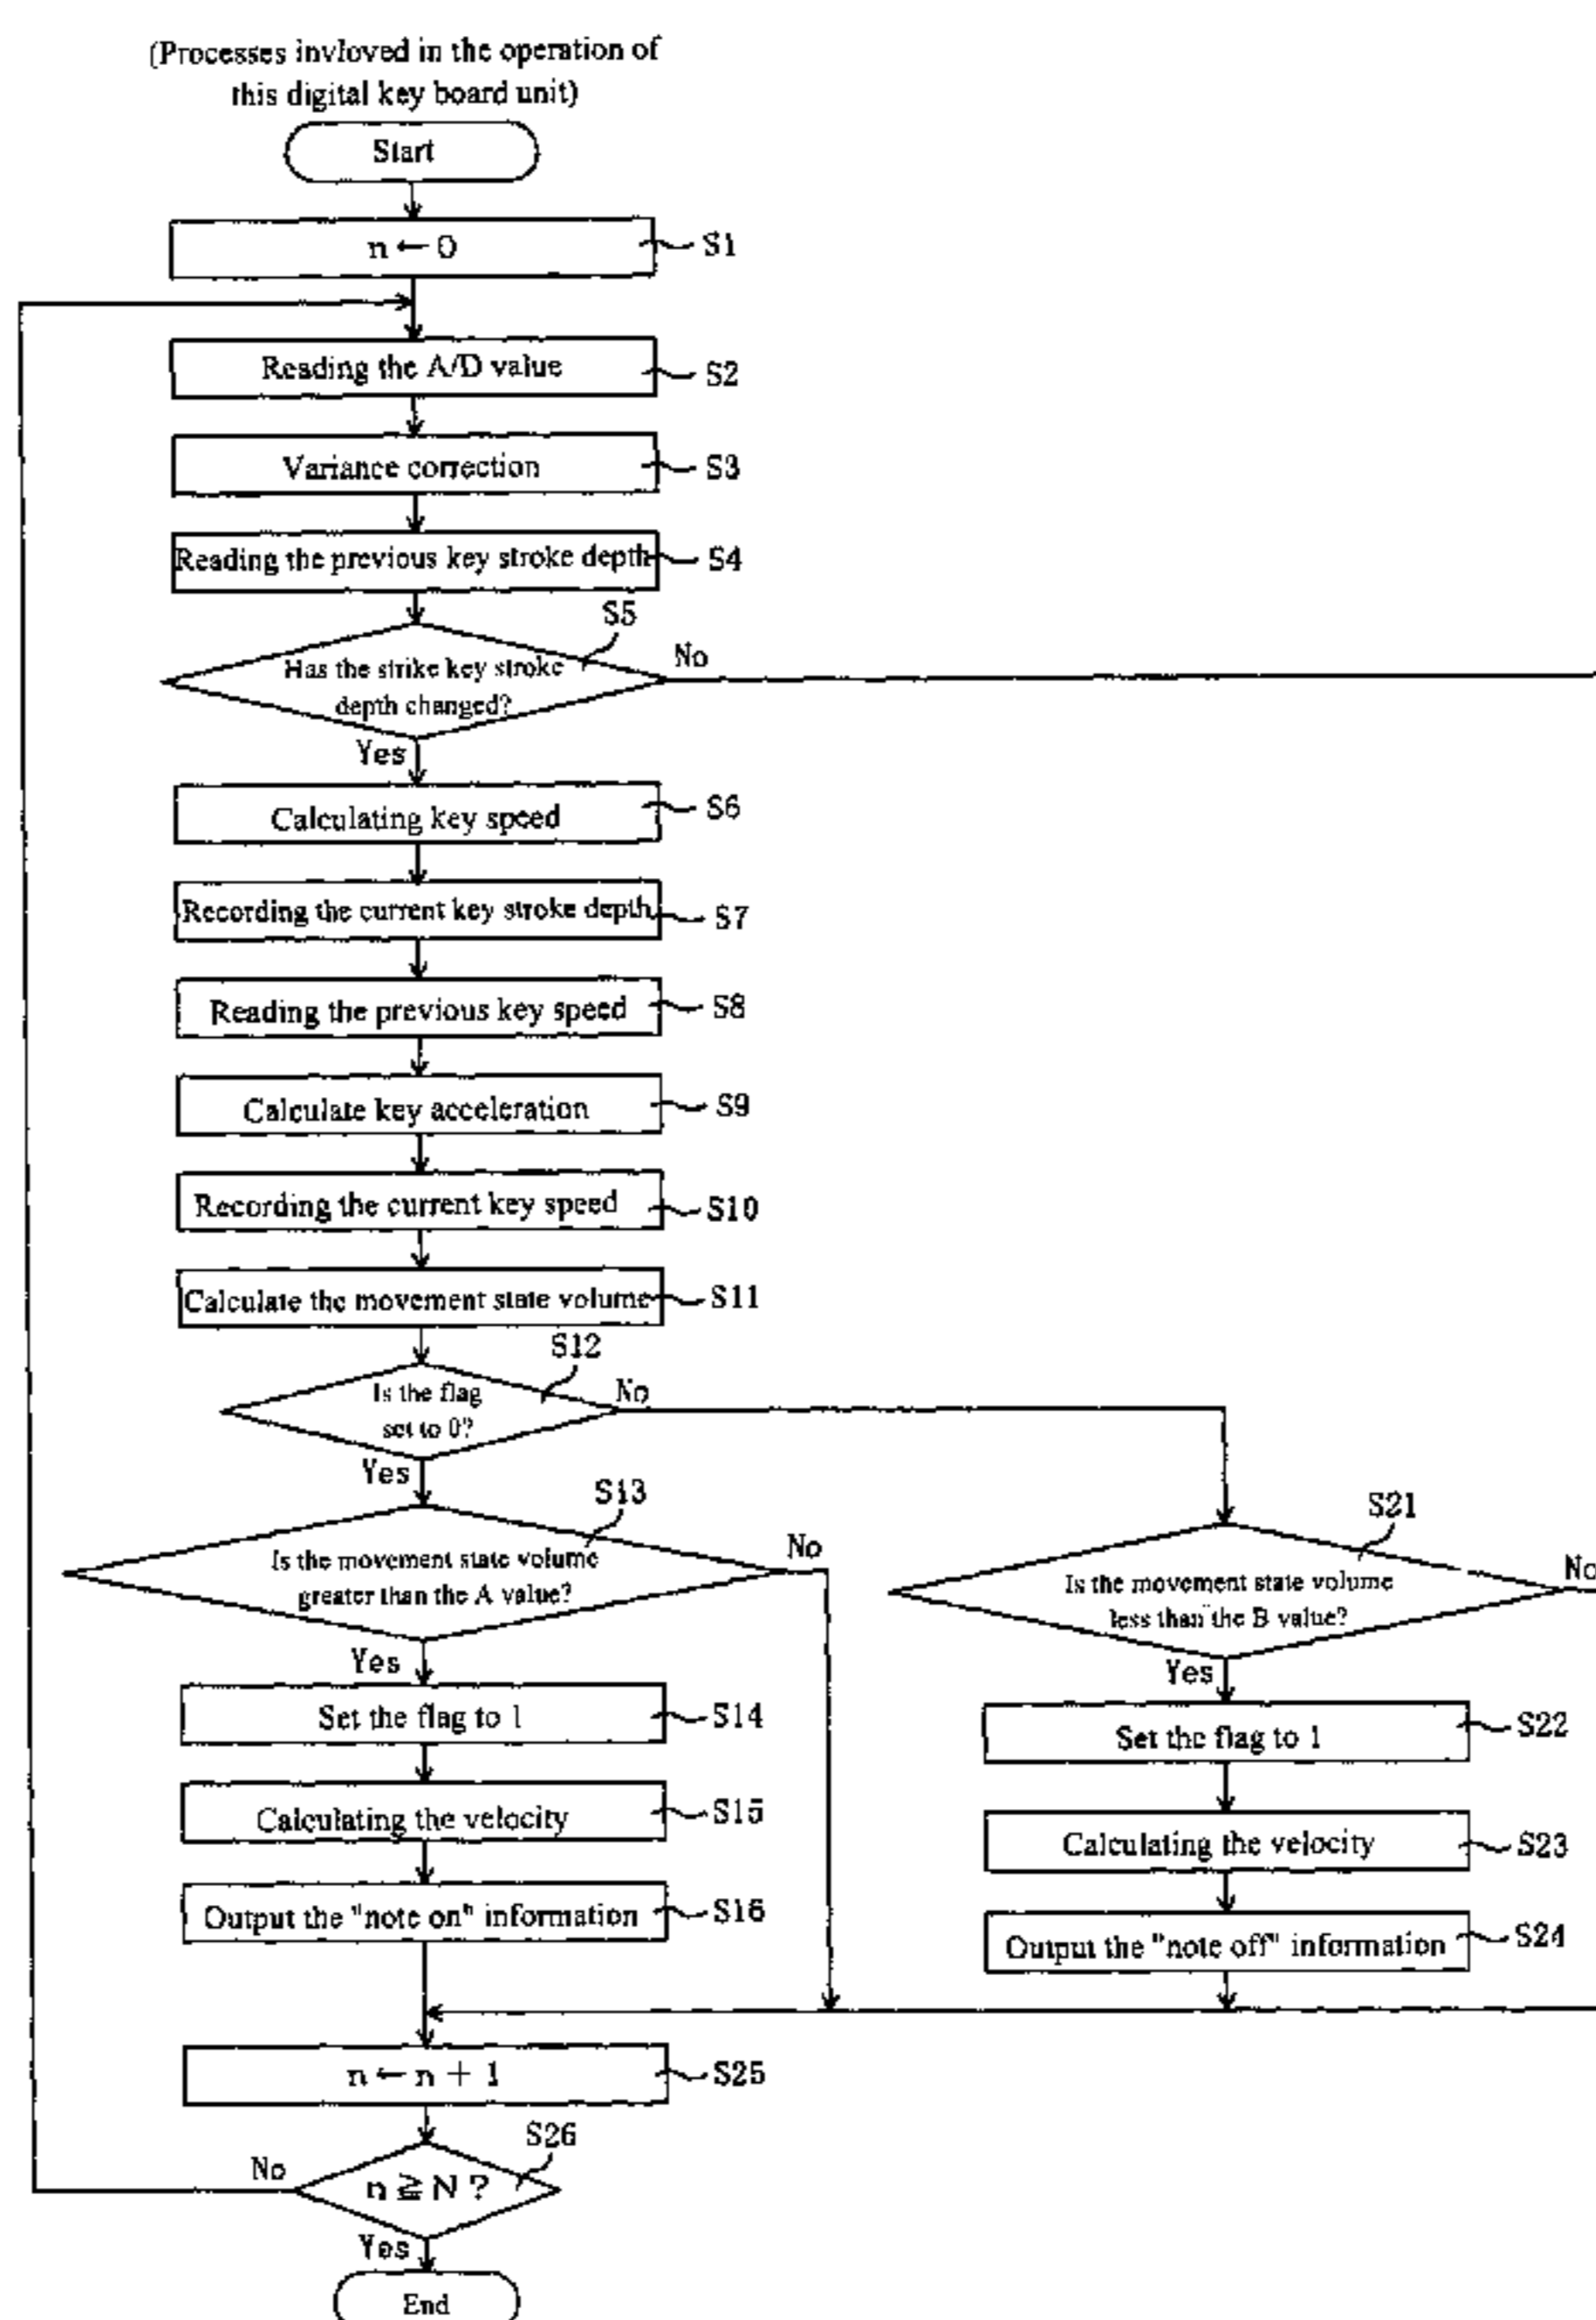 (Processes invloved in the operation of
this digital key board unit)
Start
n ← 0
S1
Reading the A/D value
S2
Variance correction
S3
Reading the previous key stroke depth
S4
S5
Has the strike key stroke
depth changed?
No
Yes
Calculating key speed
S6
Recording the current key stroke depth
S7
Reading the previous key speed
S8
Calculate key acceleration
S9
Recording the current key speed
S10
Calculate the movement state volume
S11
S12
Is the flag
set to 0?
No
Yes
S13
Is the movement state volume
greater than the A value?
No
Yes
Set the flag to 1
S14
Calculating the velocity
S15
Output the "note on" information
S16
S21
Is the movement state volume
less than the B value?
No
Yes
Set the flag to 1
S22
Calculating the velocity
S23
Output the "note off" information
S24
n ← n + 1
S25
S26
n ≧ N ?
No
Yes
End